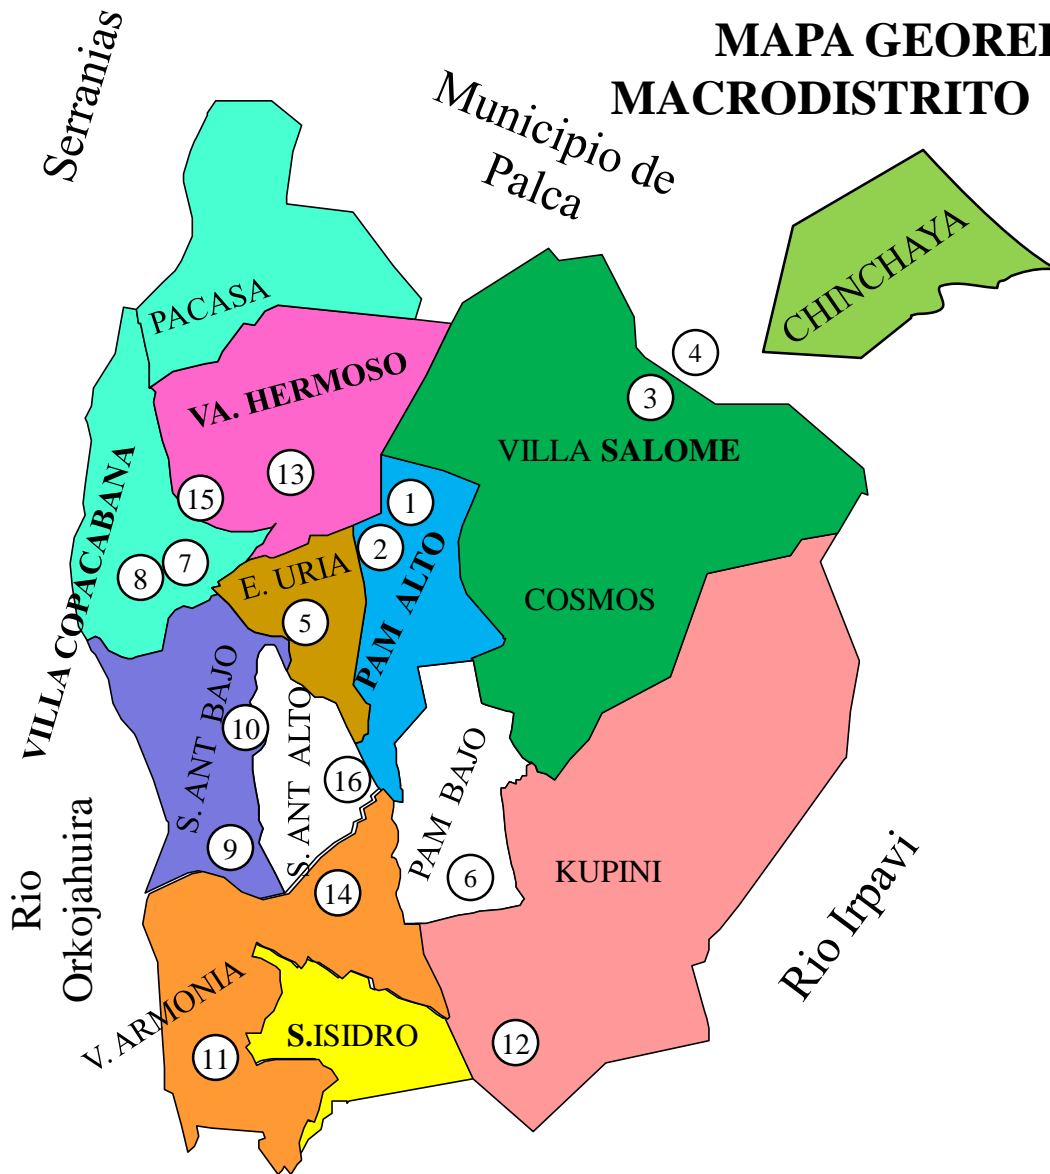 MAPA GEOREI
MACRODISTRITO
Serranias
Municipio de
Palca
CHINCHAYA
PACASA
4
3
VA. HERMOSO
VILLA SALOME
13
15
1
2
7
8
E. URIA
COSMOS
5
PAM ALTO
VILLA COPACABANA
S. ANT BAJO
10
S. ANT ALTO
16
PAM BAJO
9
6
14
KUPINI
Rio
Orkojahuira
Rio Irpavi
V. ARMONIA
S.ISIDRO
12
11